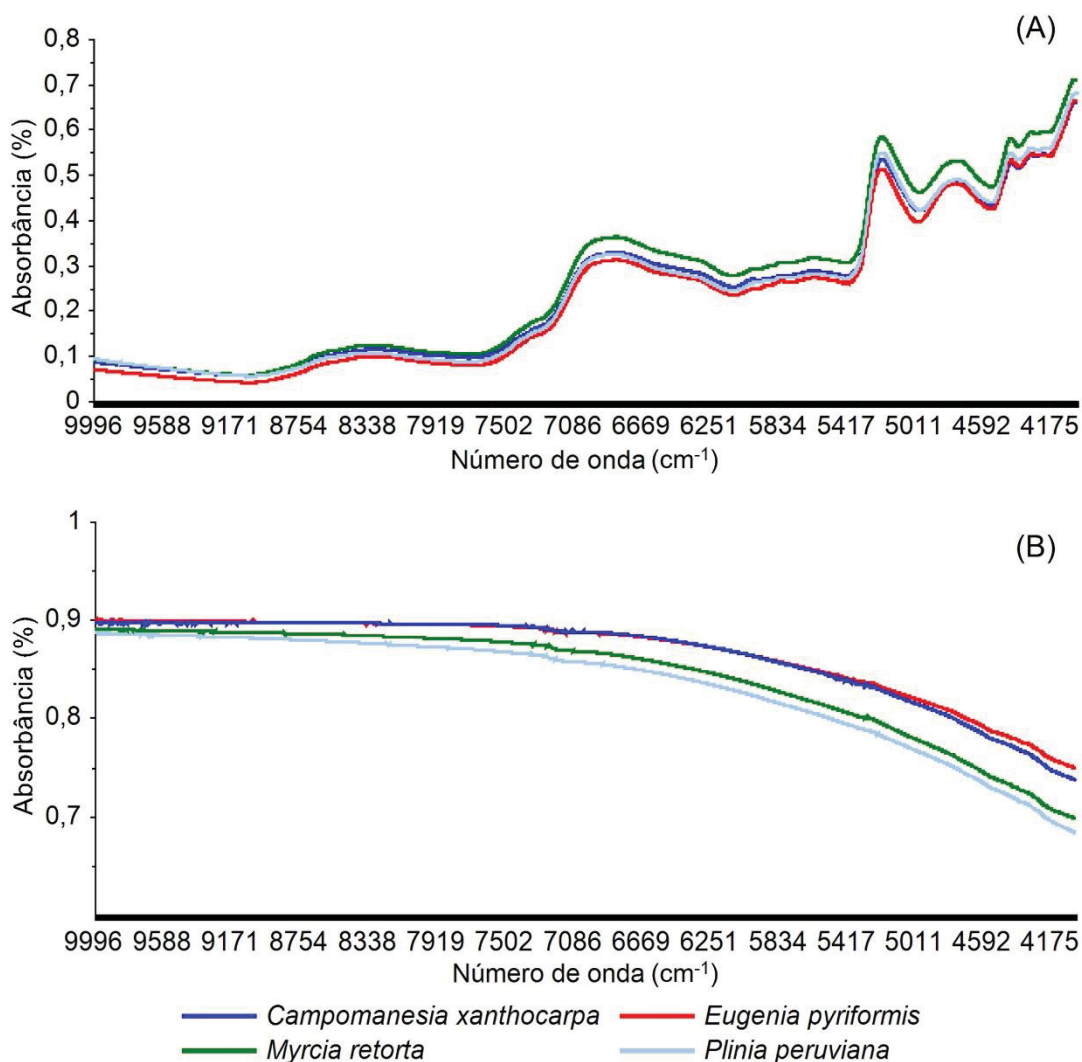 (A)
0,8
0,7
0,6
0,5
0,4
0,3
0,2
0,1
0
Absorbância (%)
9996 9588 9171 8754 8338 7919 7502 7086 6669 6251 5834 5417 5011 4592 4175
Número de onda (cm-1)
(B)
1
0,9
0,8
0,7
Absorbância (%)
9996 9588 9171 8754 8338 7919 7502 7086 6669 6251 5834 5417 5011 4592 4175
Número de onda (cm-1)
Campomanesia xanthocarpa Eugenia pyriformis
Myrcia retorta Plinia peruviana